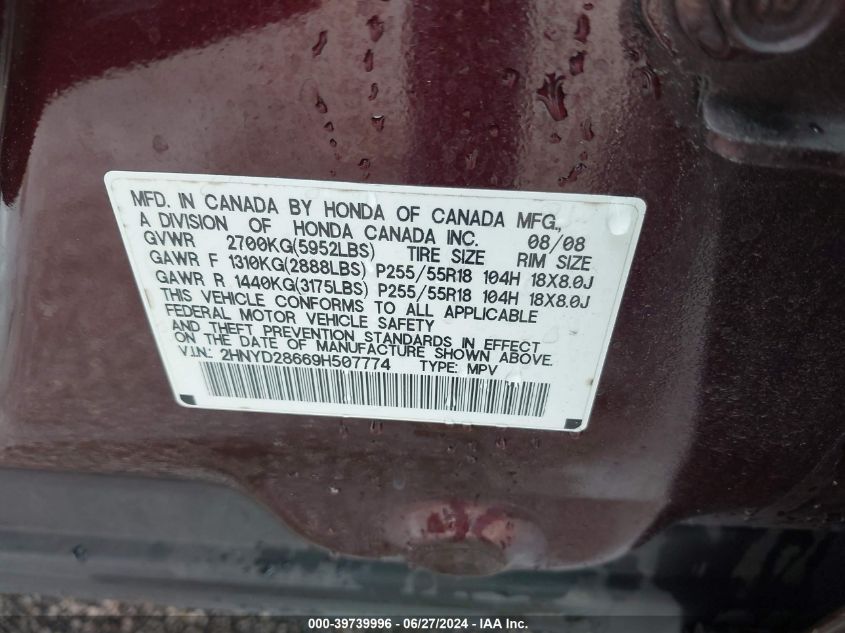 MFD. IN CANADA BY HONDA OF CANADA MFG.,
A DIVISION OF HONDA CANADA INC. 08/08
GVWR 2700KG(5952LBS) TIRE SIZE RIM SIZE
GAWR F 1310KG(2888LBS) P255/55R18 104H 18X8.0J
GAWR R 1440KG(3175LBS) P255/55R18 104H 18X8.0J
THIS VEHICLE CONFORMS TO ALL APPLICABLE
FEDERAL MOTOR VEHICLE SAFETY
AND THEFT PREVENTION STANDARDS IN EFFECT
ON THE DATE OF MANUFACTURE SHOWN ABOVE.
V.I.N.: 2HNYD28669H507774 TYPE: MPV
000-39739996 - 06/27/2024 - IAA Inc.